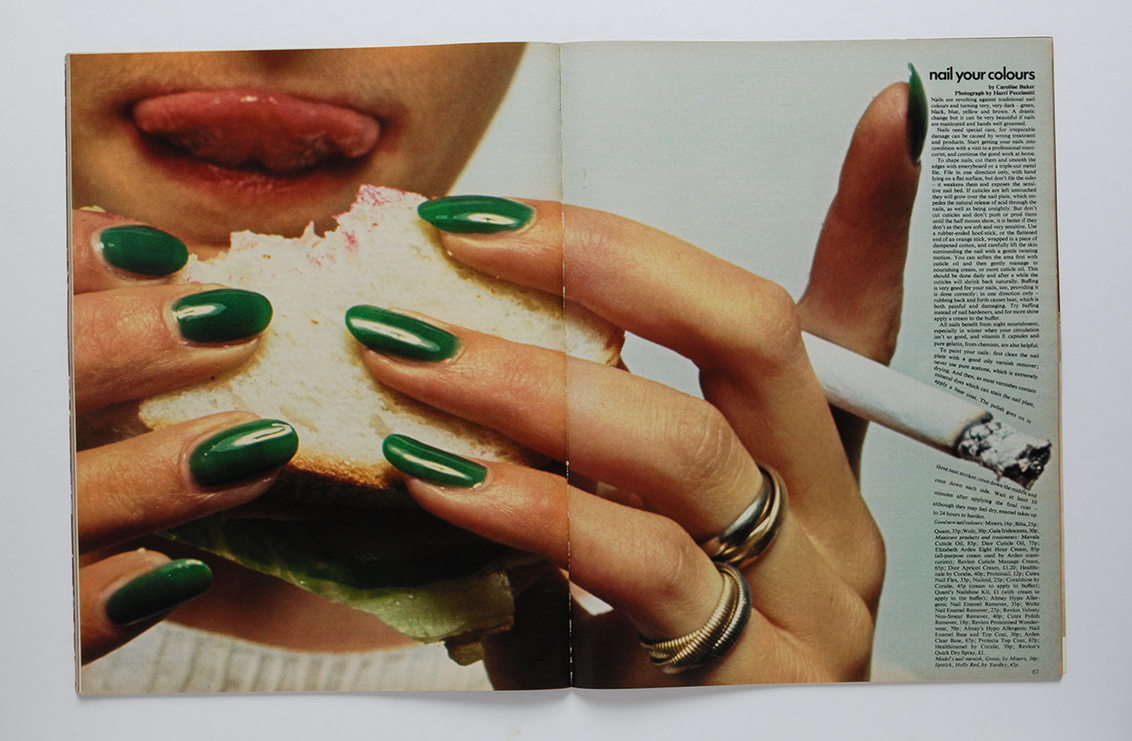 nail your colours
by Caroline Baker
Photograph by Harri Peccinotti
Nails are revolting against traditional nail
colours and turning very, very dark – green,
black, blue, yellow and brown. A drastic
change but it can be very beautiful if nails
are manicured and hands well groomed.
Nails need special care, for irreparable
damage can be caused by wrong treatment
and products. Start getting your nails into
condition with a visit to a professional mani-
curist, and continue the good work at home.
To shape nails, cut them and smooth the
edges with emeryboard or a triple-cut metal
file. File in one direction only, with hand
lying on a flat surface, but don't file the sides
– it weakens them and exposes the sensi-
tive nail bed. If cuticles are left untouched
they will grow over the nail plate, which im-
pedes the natural release of acid through the
nails, as well as being unsightly. But don't
cut cuticles and don't push or prod them
until the half moons show, it is better if they
don't as they are soft and very sensitive. Use
a rubber-ended hoof-stick, or the flattened
end of an orange stick, wrapped in a piece of
dampened cotton, and carefully lift the skin
surrounding the nail with a gentle twisting
motion. You can soften the area first with
cuticle oil and then gently massage in
nourishing cream, or more cuticle oil. This
should be done daily and after a while the
cuticles will shrink back naturally. Buffing
is very good for your nails, too, providing it
is done correctly: in one direction only –
rubbing back and forth causes heat, which is
both painful and damaging. Try buffing
instead of nail hardeners, and for more shine
apply a cream to the buffer.
All nails benefit from night nourishment,
especially in winter when your circulation
isn't so good, and vitamin E capsules and
pure gelatin, from chemists, are also helpful.
To paint your nails: first clean the nail
plate with a good oily varnish remover;
never use pure acetone, which is extremely
drying. And then, as most varnishes contain
mineral dyes which can stain the nail plate,
apply a base coat. The polish goes on in
three neat strokes: once down the middle and
once down each side. Wait at least 10
minutes after applying the final coat –
although they may feel dry, enamel takes up
to 24 hours to harden.
Good new nail colours: Miners, 16p; Biba, 25p;
Quant, 35p; Woltz, 30p; Gala Iridescents, 30p.
Manicure products and treatments: Mavala
Cuticle Oil, 85p; Dior Cuticle Oil, 75p;
Elizabeth Arden Eight Hour Cream, 85p
(all-purpose cream used by Arden mani-
curists); Revlon Cuticle Massage Cream,
65p; Dior Apricot Cream, £1.20; Healthi-
nale by Coralie, 40p; Protinail, 12p; Cutex
Nail Flex, 33p; Nailoid, 25p; Coralshine by
Coralie, 45p (cream to apply to buffer);
Quant's Nailshine Kit, £1 (with cream to
apply to the buffer); Almay Hypo Aller-
genic Nail Enamel Remover, 35p; Woltz
Nail Enamel Remover, 27p; Revlon Velvety
Non-Smear Remover, 40p; Cutex Polish
Remover, 18p; Revlon Proteinised Wonder-
wear, 70p; Almay's Hypo Allergenic Nail
Enamel Base and Top Coat, 30p; Arden
Clear Base, 67p; Protecta Top Coat, 67p;
Healthinamel by Coralie, 39p; Revlon's
Quick Dry Spray, £1.
Model's nail varnish, Green, by Miners, 16p;
lipstick, Holly Red, by Yardley, 45p.
67